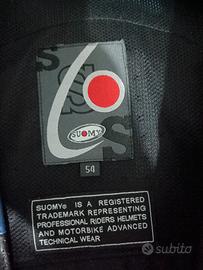 S
SUOMY
S
54
SUOMY® IS A REGISTERED
TRADEMARK REPRESENTING
PROFESSIONAL RIDERS HELMETS
AND MOTORBIKE ADVANCED
TECHNICAL WEAR
subito